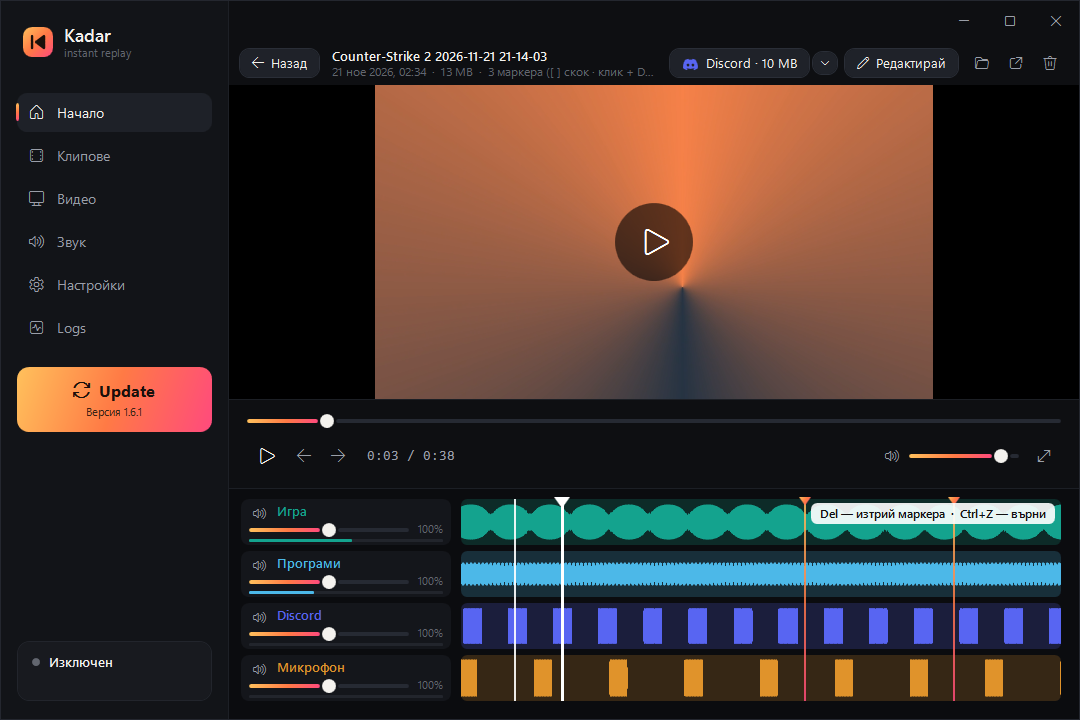 Kadar
instant replay
Начало
Клипове
Видео
Звук
Настройки
Logs
Update
Версия 1.6.1
Изключен
Назад
Counter-Strike 2 2026-11-21 21-14-03
21 ное 2026, 02:34 · 13 MB · 3 маркера ([ ] скок · клик + D...
Discord · 10 MB
Редактирай
0:03 / 0:38
Игра
100%
Del — изтрий маркера · Ctrl+Z — върни
Програми
100%
Discord
100%
Микрофон
100%